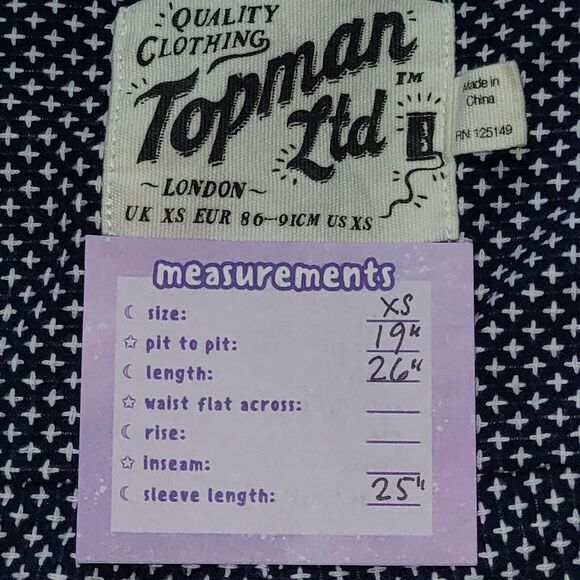 QUALITY
CLOTHING
Topman
Ltd TM
~LONDON~
UK XS EUR 86-91CM US XS
Made in
China
RN# 125149
measurements
size: XS
pit to pit: 19"
length: 26"
waist flat across:
rise:
inseam:
sleeve length: 25"